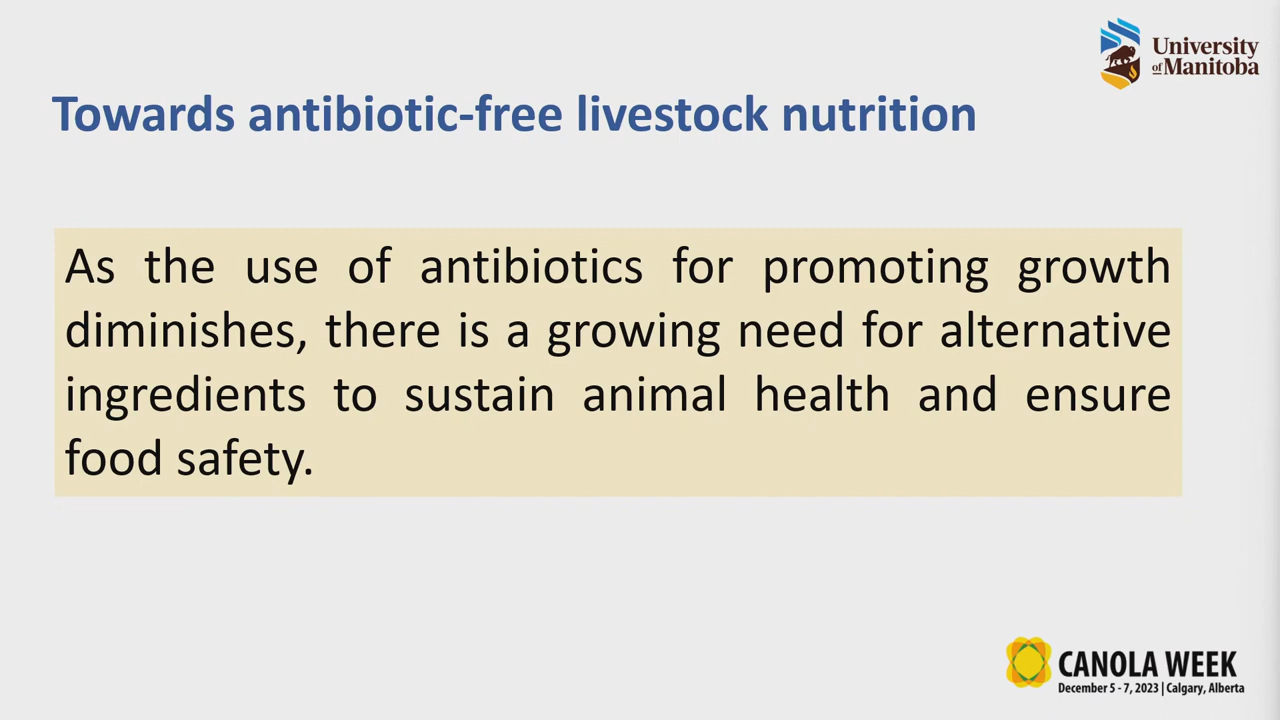 University
of Manitoba
Towards antibiotic-free livestock nutrition
As the use of antibiotics for promoting growth
diminishes, there is a growing need for alternative
ingredients to sustain animal health and ensure
food safety.
CANOLA WEEK
December 5 - 7, 2023 | Calgary, Alberta